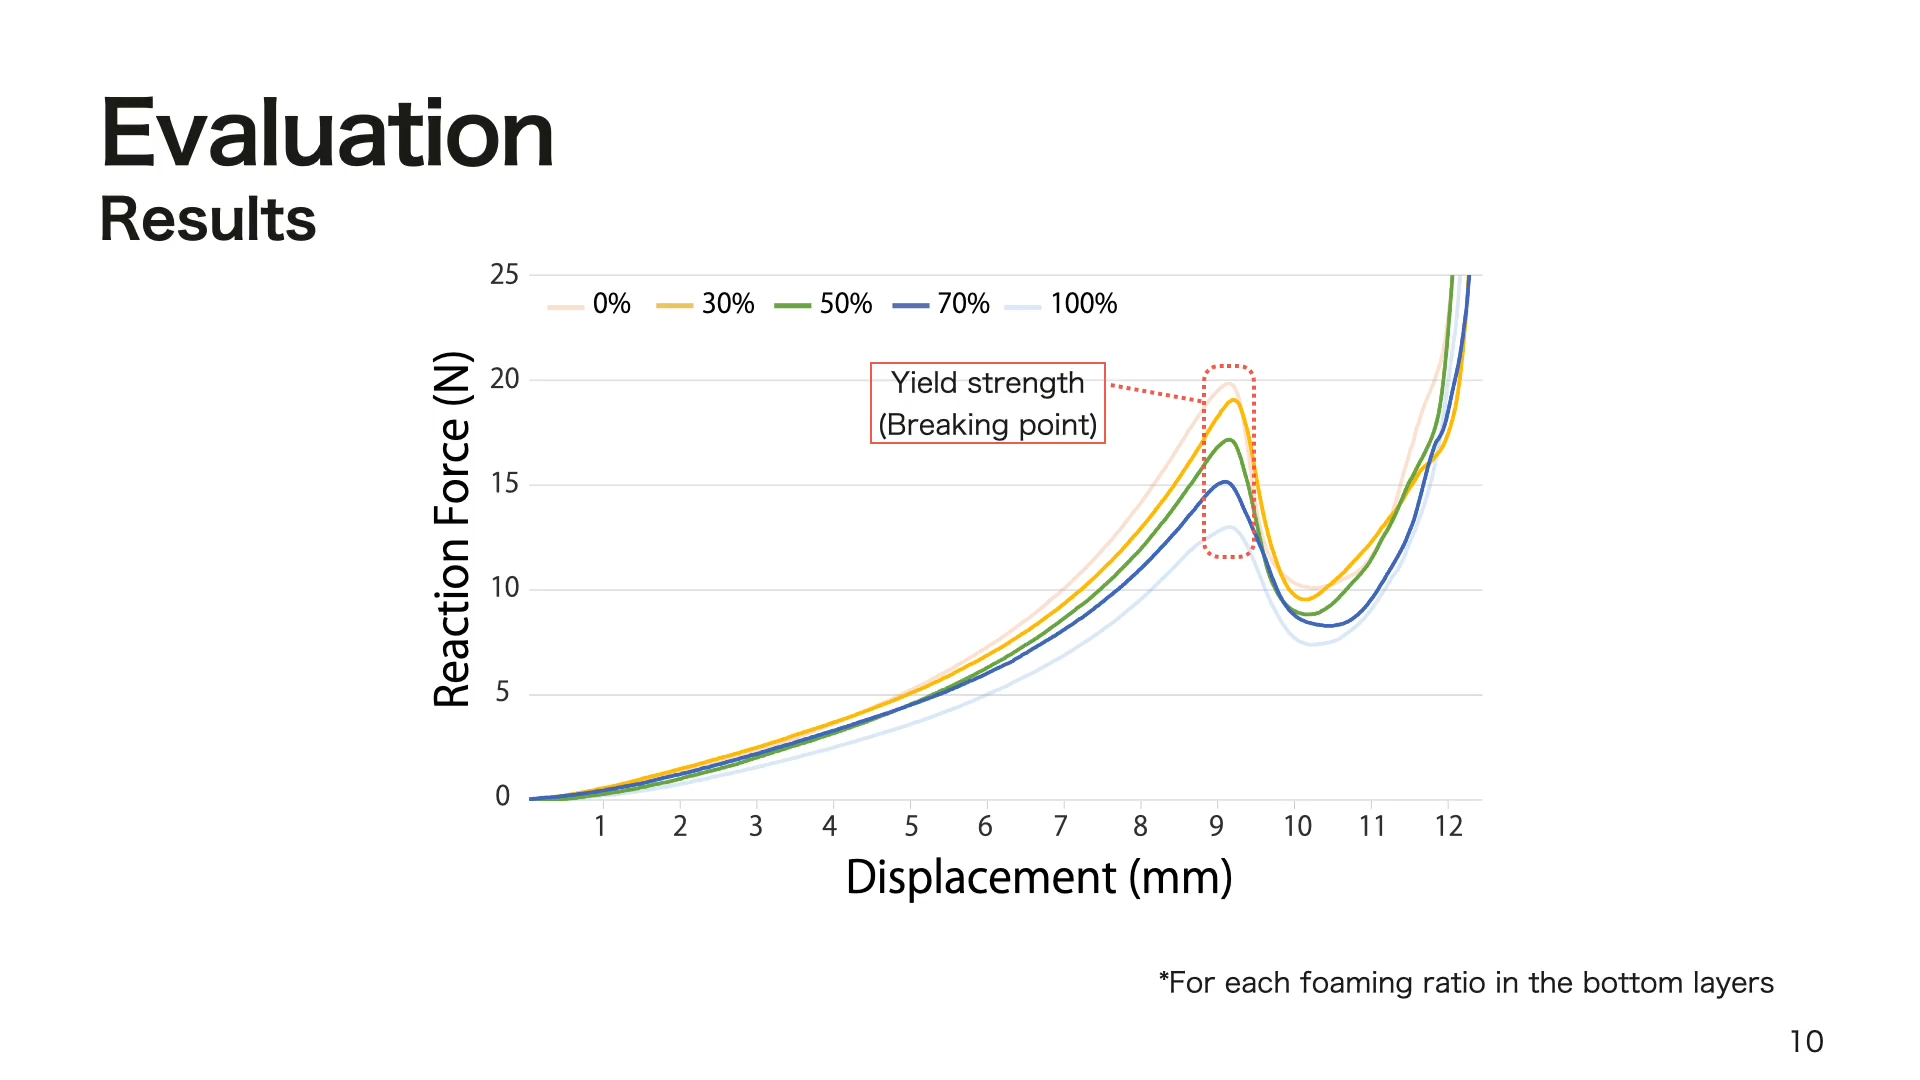 Evaluation
Results
25
0% 30% 50% 70% 100%
Yield strength
(Breaking point)
20
15
10
5
0
Reaction Force (N)
1 2 3 4 5 6 7 8 9 10 11 12
Displacement (mm)
*For each foaming ratio in the bottom layers
10